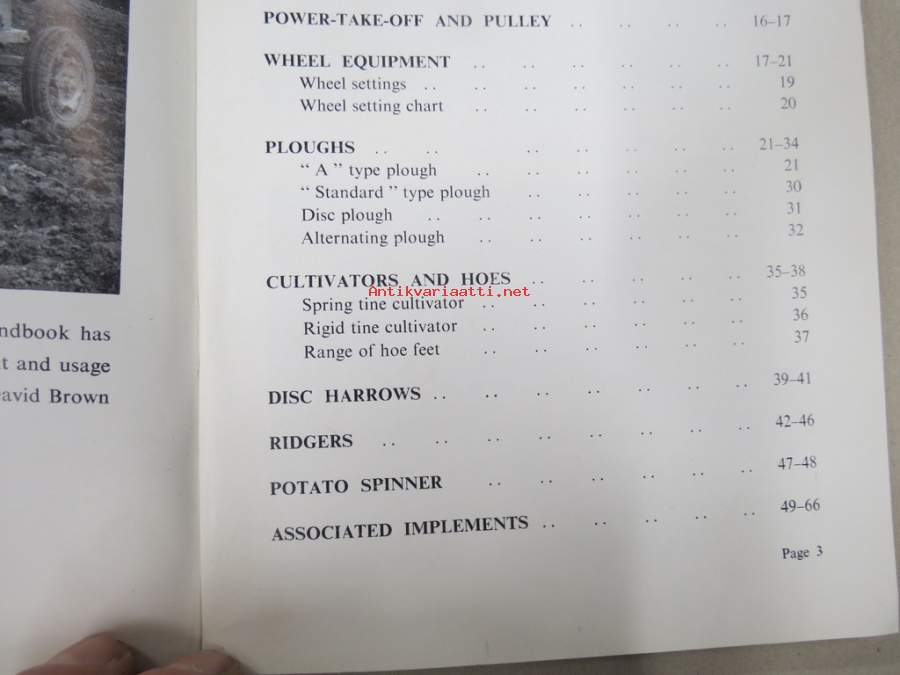 ndbook has
t and usage
avid Brown
POWER-TAKE-OFF AND PULLEY .. .. .. .. 16–17
WHEEL EQUIPMENT .. .. .. .. .. .. 17–21
Wheel settings .. .. .. .. .. .. .. 19
Wheel setting chart .. .. .. .. .. .. 20
PLOUGHS .. .. .. .. .. .. .. 21–34
“ A ” type plough .. .. .. .. .. .. 21
“ Standard ” type plough .. .. .. .. .. 30
Disc plough .. .. .. .. .. .. .. 31
Alternating plough .. .. .. .. .. .. 32
CULTIVATORS AND HOES .. .. .. .. .. 35–38
Antikvariaatti.net
Spring tine cultivator .. .. .. .. .. .. 35
Rigid tine cultivator .. .. .. .. .. .. 36
Range of hoe feet .. .. .. .. .. .. 37
DISC HARROWS .. .. .. .. .. .. .. 39–41
RIDGERS .. .. .. .. .. .. .. .. 42–46
POTATO SPINNER .. .. .. .. .. .. 47–48
ASSOCIATED IMPLEMENTS .. .. .. .. .. 49–66
Page 3